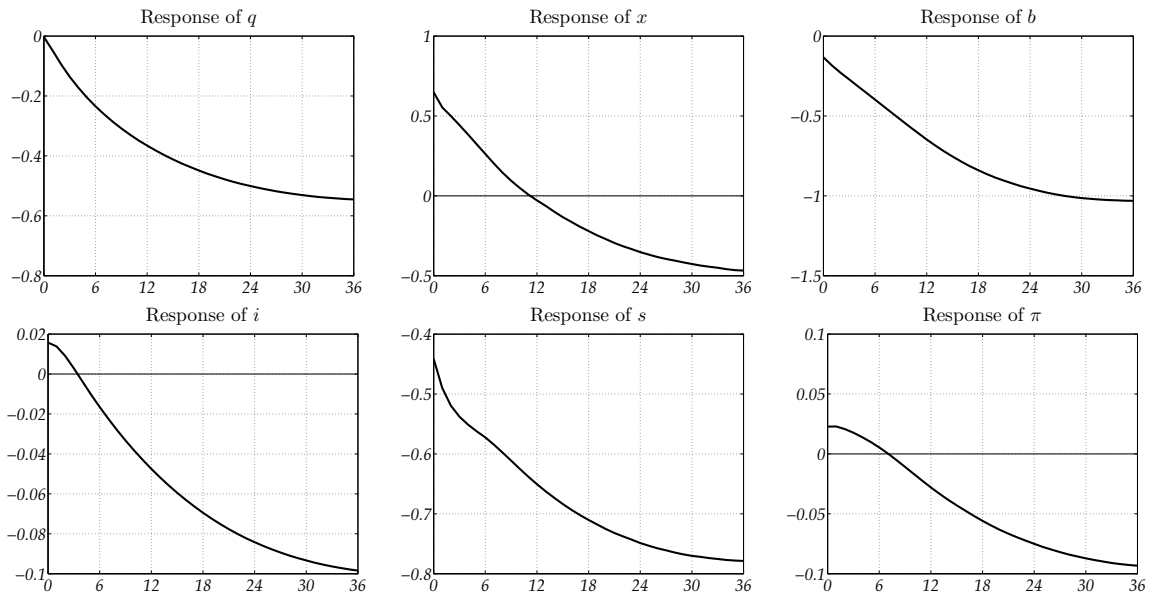 Response of q
Response of x
Response of b
0
−0.2
−0.4
−0.6
−0.8
0 6 12 18 24 30 36
1
0.5
0
−0.5
0 6 12 18 24 30 36
0
−0.5
−1
−1.5
0 6 12 18 24 30 36
Response of i
Response of s
Response of π
0.02
0
−0.02
−0.04
−0.06
−0.08
−0.1
0 6 12 18 24 30 36
−0.4
−0.5
−0.6
−0.7
−0.8
0 6 12 18 24 30 36
0.1
0.05
0
−0.05
−0.1
0 6 12 18 24 30 36